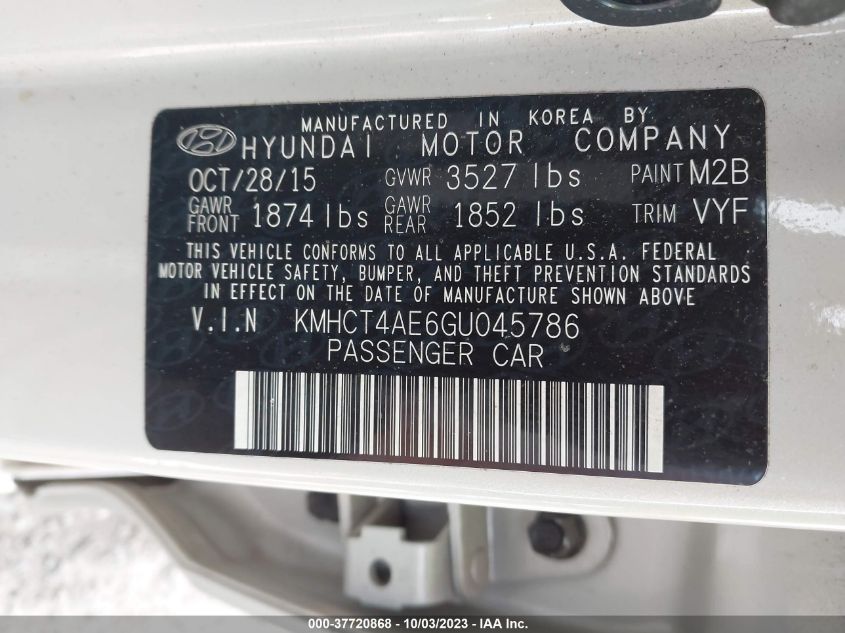 MANUFACTURED IN KOREA BY
HYUNDAI MOTOR COMPANY
OCT/28/15 GVWR 3527 lbs PAINT M2B
GAWR FRONT 1874 lbs GAWR REAR 1852 lbs TRIM VYF
THIS VEHICLE CONFORMS TO ALL APPLICABLE U.S.A. FEDERAL
MOTOR VEHICLE SAFETY, BUMPER, AND THEFT PREVENTION STANDARDS
IN EFFECT ON THE DATE OF MANUFACTURE SHOWN ABOVE
V.I.N KMHCT4AE6GU045786
PASSENGER CAR
000-37720868 - 10/03/2023 - IAA Inc.